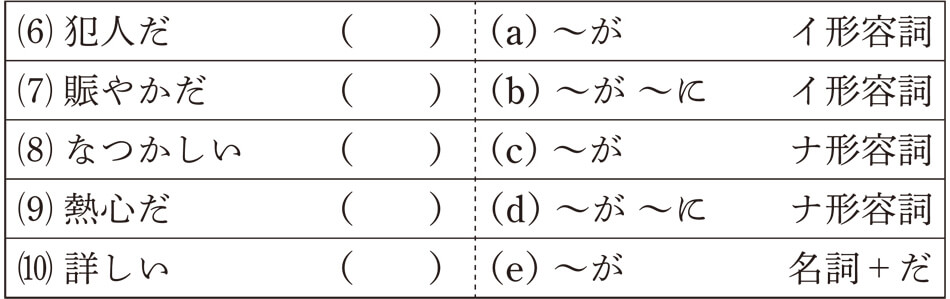 (6) 犯人だ (　　) (a) ～が イ形容詞
(7) 賑やかだ (　　) (b) ～が ～に イ形容詞
(8) なつかしい (　　) (c) ～が ナ形容詞
(9) 熱心だ (　　) (d) ～が ～に ナ形容詞
(10) 詳しい (　　) (e) ～が 名詞＋だ